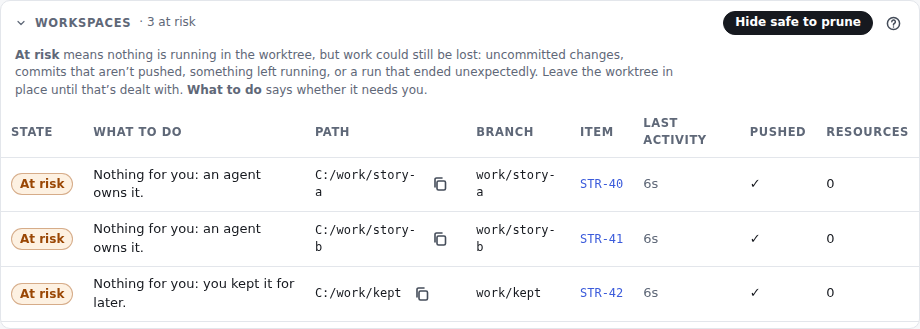 WORKSPACES · 3 at risk Hide safe to prune
At risk means nothing is running in the worktree, but work could still be lost: uncommitted changes,
commits that aren’t pushed, something left running, or a run that ended unexpectedly. Leave the worktree in
place until that’s dealt with. What to do says whether it needs you.
STATE WHAT TO DO PATH BRANCH ITEM LAST ACTIVITY PUSHED RESOURCES
At risk Nothing for you: an agent owns it. C:/work/story-a work/story-a STR-40 6s ✓ 0
At risk Nothing for you: an agent owns it. C:/work/story-b work/story-b STR-41 6s ✓ 0
At risk Nothing for you: you kept it for later. C:/work/kept work/kept STR-42 6s ✓ 0